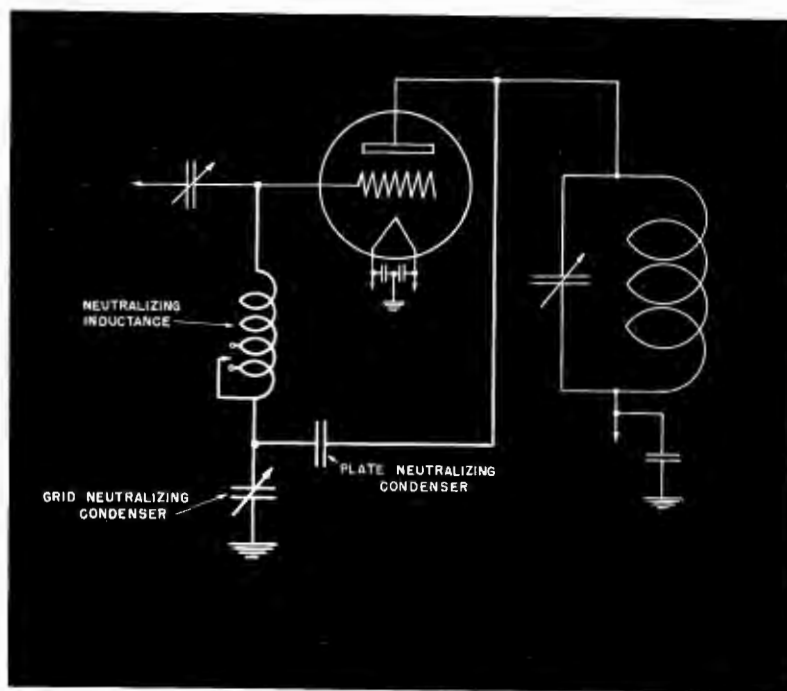 NEUTRALIZING
INDUCTANCE
PLATE NEUTRALIZING
CONDENSER
GRID NEUTRALIZING
CONDENSER